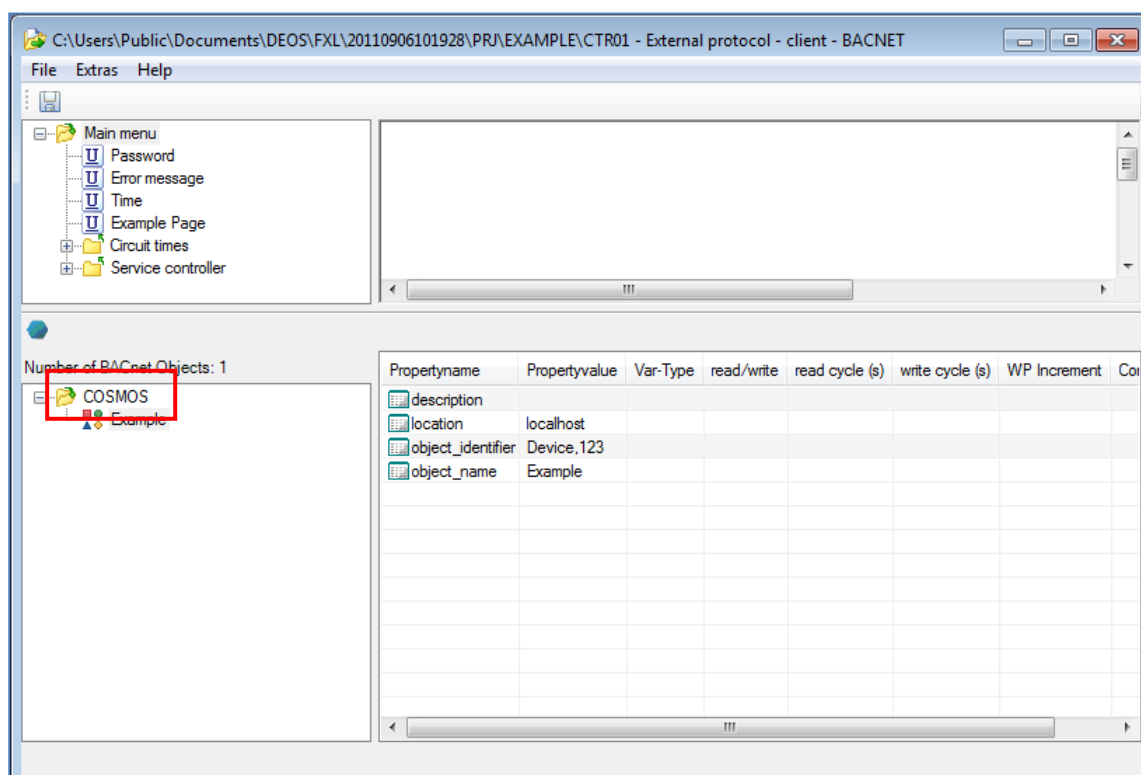 C:\Users\Public\Documents\DEOS\FXL\20110906101928\PRJ\EXAMPLE\CTR01 - External protocol - client - BACNET
File Extras Help
Main menu
U Password
U Error message
U Time
U Example Page
Circuit times
Service controller
Number of BACnet Objects: 1
COSMOS
Example
Propertyname Propertyvalue Var-Type read/write read cycle (s) write cycle (s) WP Increment
description
location localhost
object_identifier Device,123
object_name Example